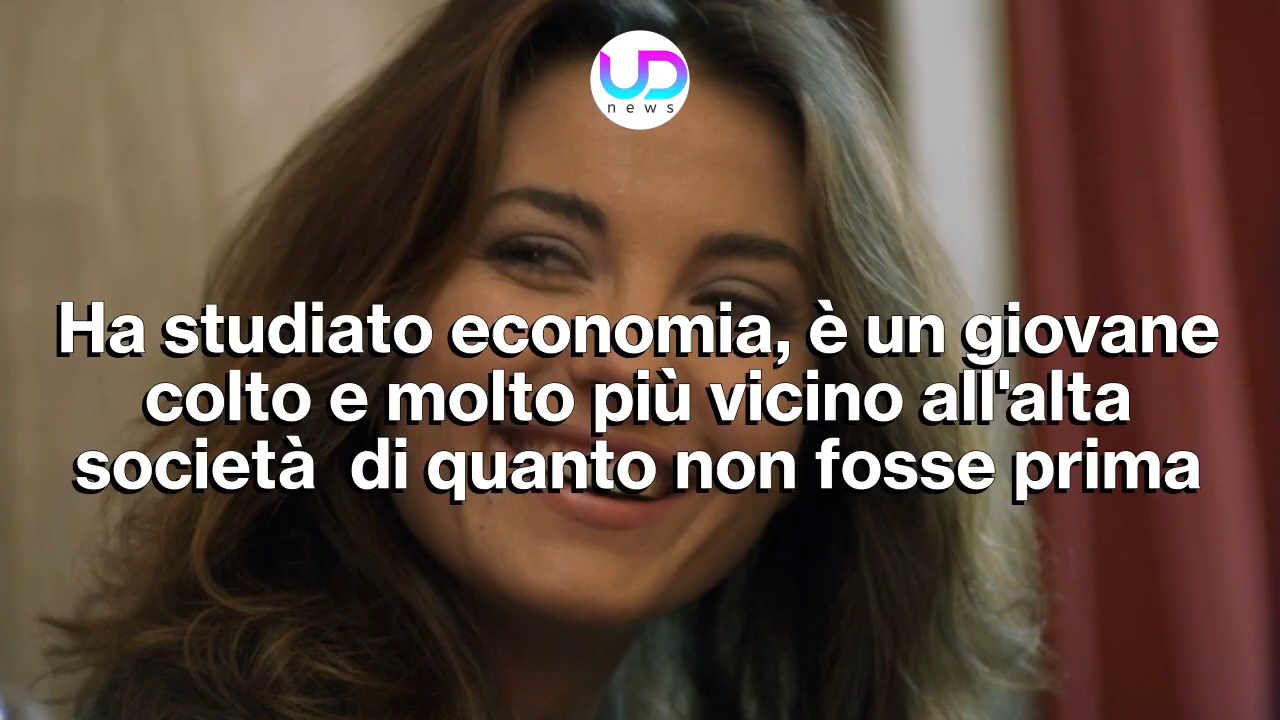 UD
news
Ha studiato economia, è un giovane
colto e molto più vicino all'alta
società  di quanto non fosse prima